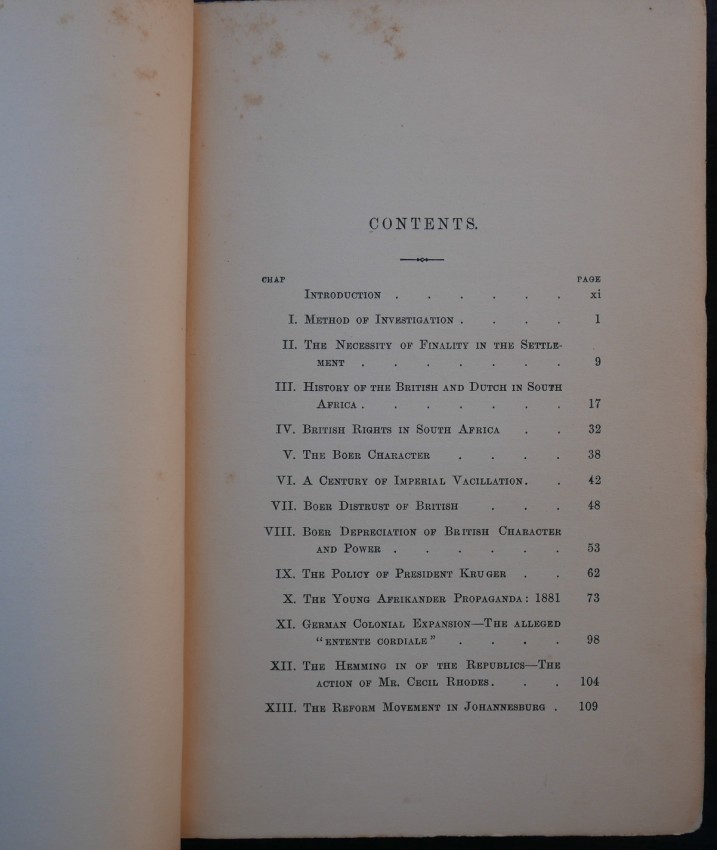 CONTENTS.
CHAP PAGE
INTRODUCTION . . . . . . xi
I. METHOD OF INVESTIGATION . . . . 1
II. THE NECESSITY OF FINALITY IN THE SETTLE-
MENT . . . . . . . 9
III. HISTORY OF THE BRITISH AND DUTCH IN SOUTH
AFRICA . . . . . . . 17
IV. BRITISH RIGHTS IN SOUTH AFRICA . . 32
V. THE BOER CHARACTER . . . . 38
VI. A CENTURY OF IMPERIAL VACILLATION. . 42
VII. BOER DISTRUST OF BRITISH . . . 48
VIII. BOER DEPRECIATION OF BRITISH CHARACTER
AND POWER . . . . . . 53
IX. THE POLICY OF PRESIDENT KRUGER . . 62
X. THE YOUNG AFRIKANDER PROPAGANDA: 1881 73
XI. GERMAN COLONIAL EXPANSION—THE ALLEGED
"ENTENTE CORDIALE" . . . . 98
XII. THE HEMMING IN OF THE REPUBLICS—THE
ACTION OF MR. CECIL RHODES. . . 104
XIII. THE REFORM MOVEMENT IN JOHANNESBURG . 109